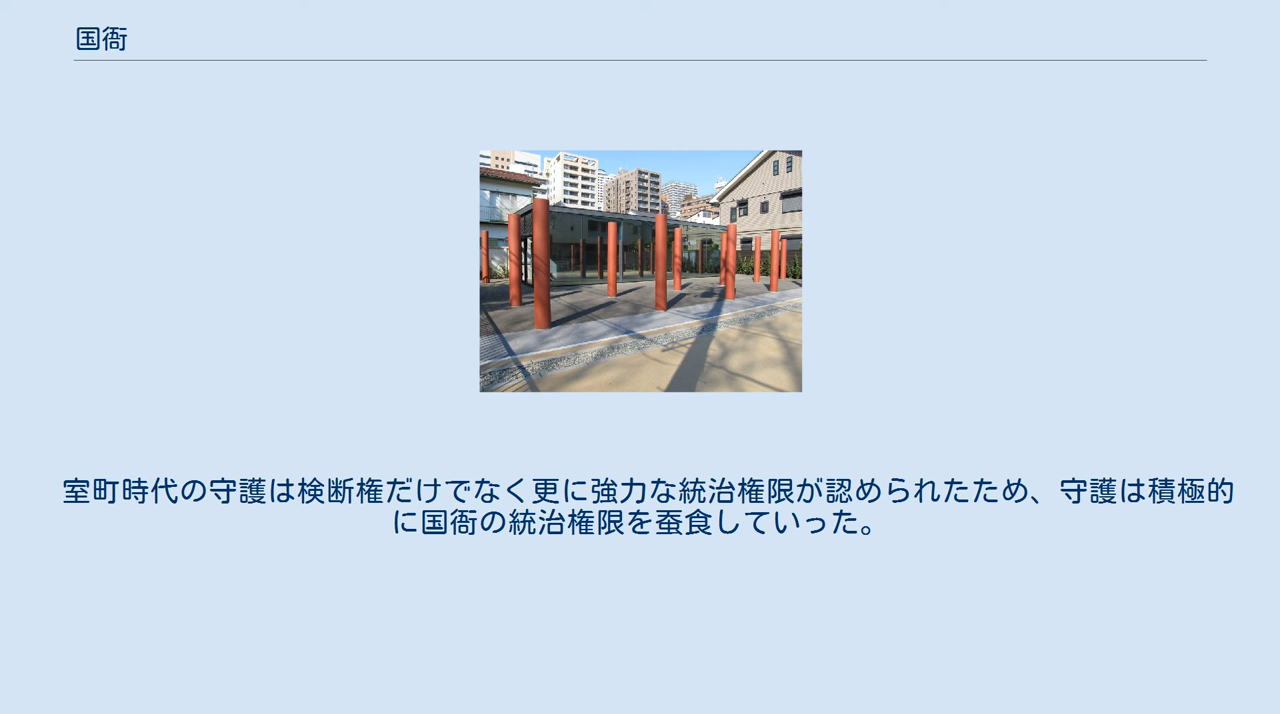 国衙
室町時代の守護は検断権だけでなく更に強力な統治権限が認められたため、守護は積極的
に国衙の統治権限を蚕食していった。